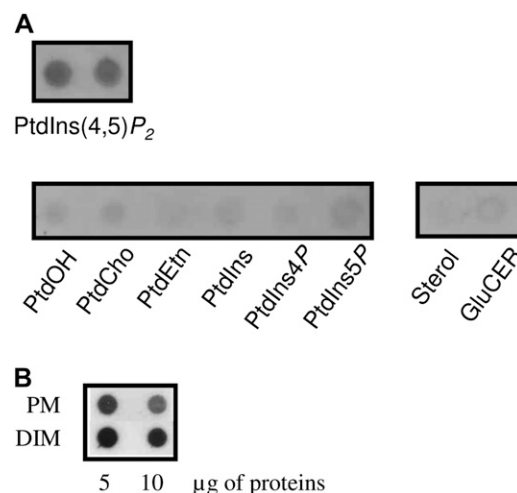 A
PtdIns(4,5)P2
PtdOH
PtdCho
PtdEtn
PtdIns
PtdIns4P
PtdIns5P
Sterol
GluCER
B
PM
DIM
5 10 µg of proteins